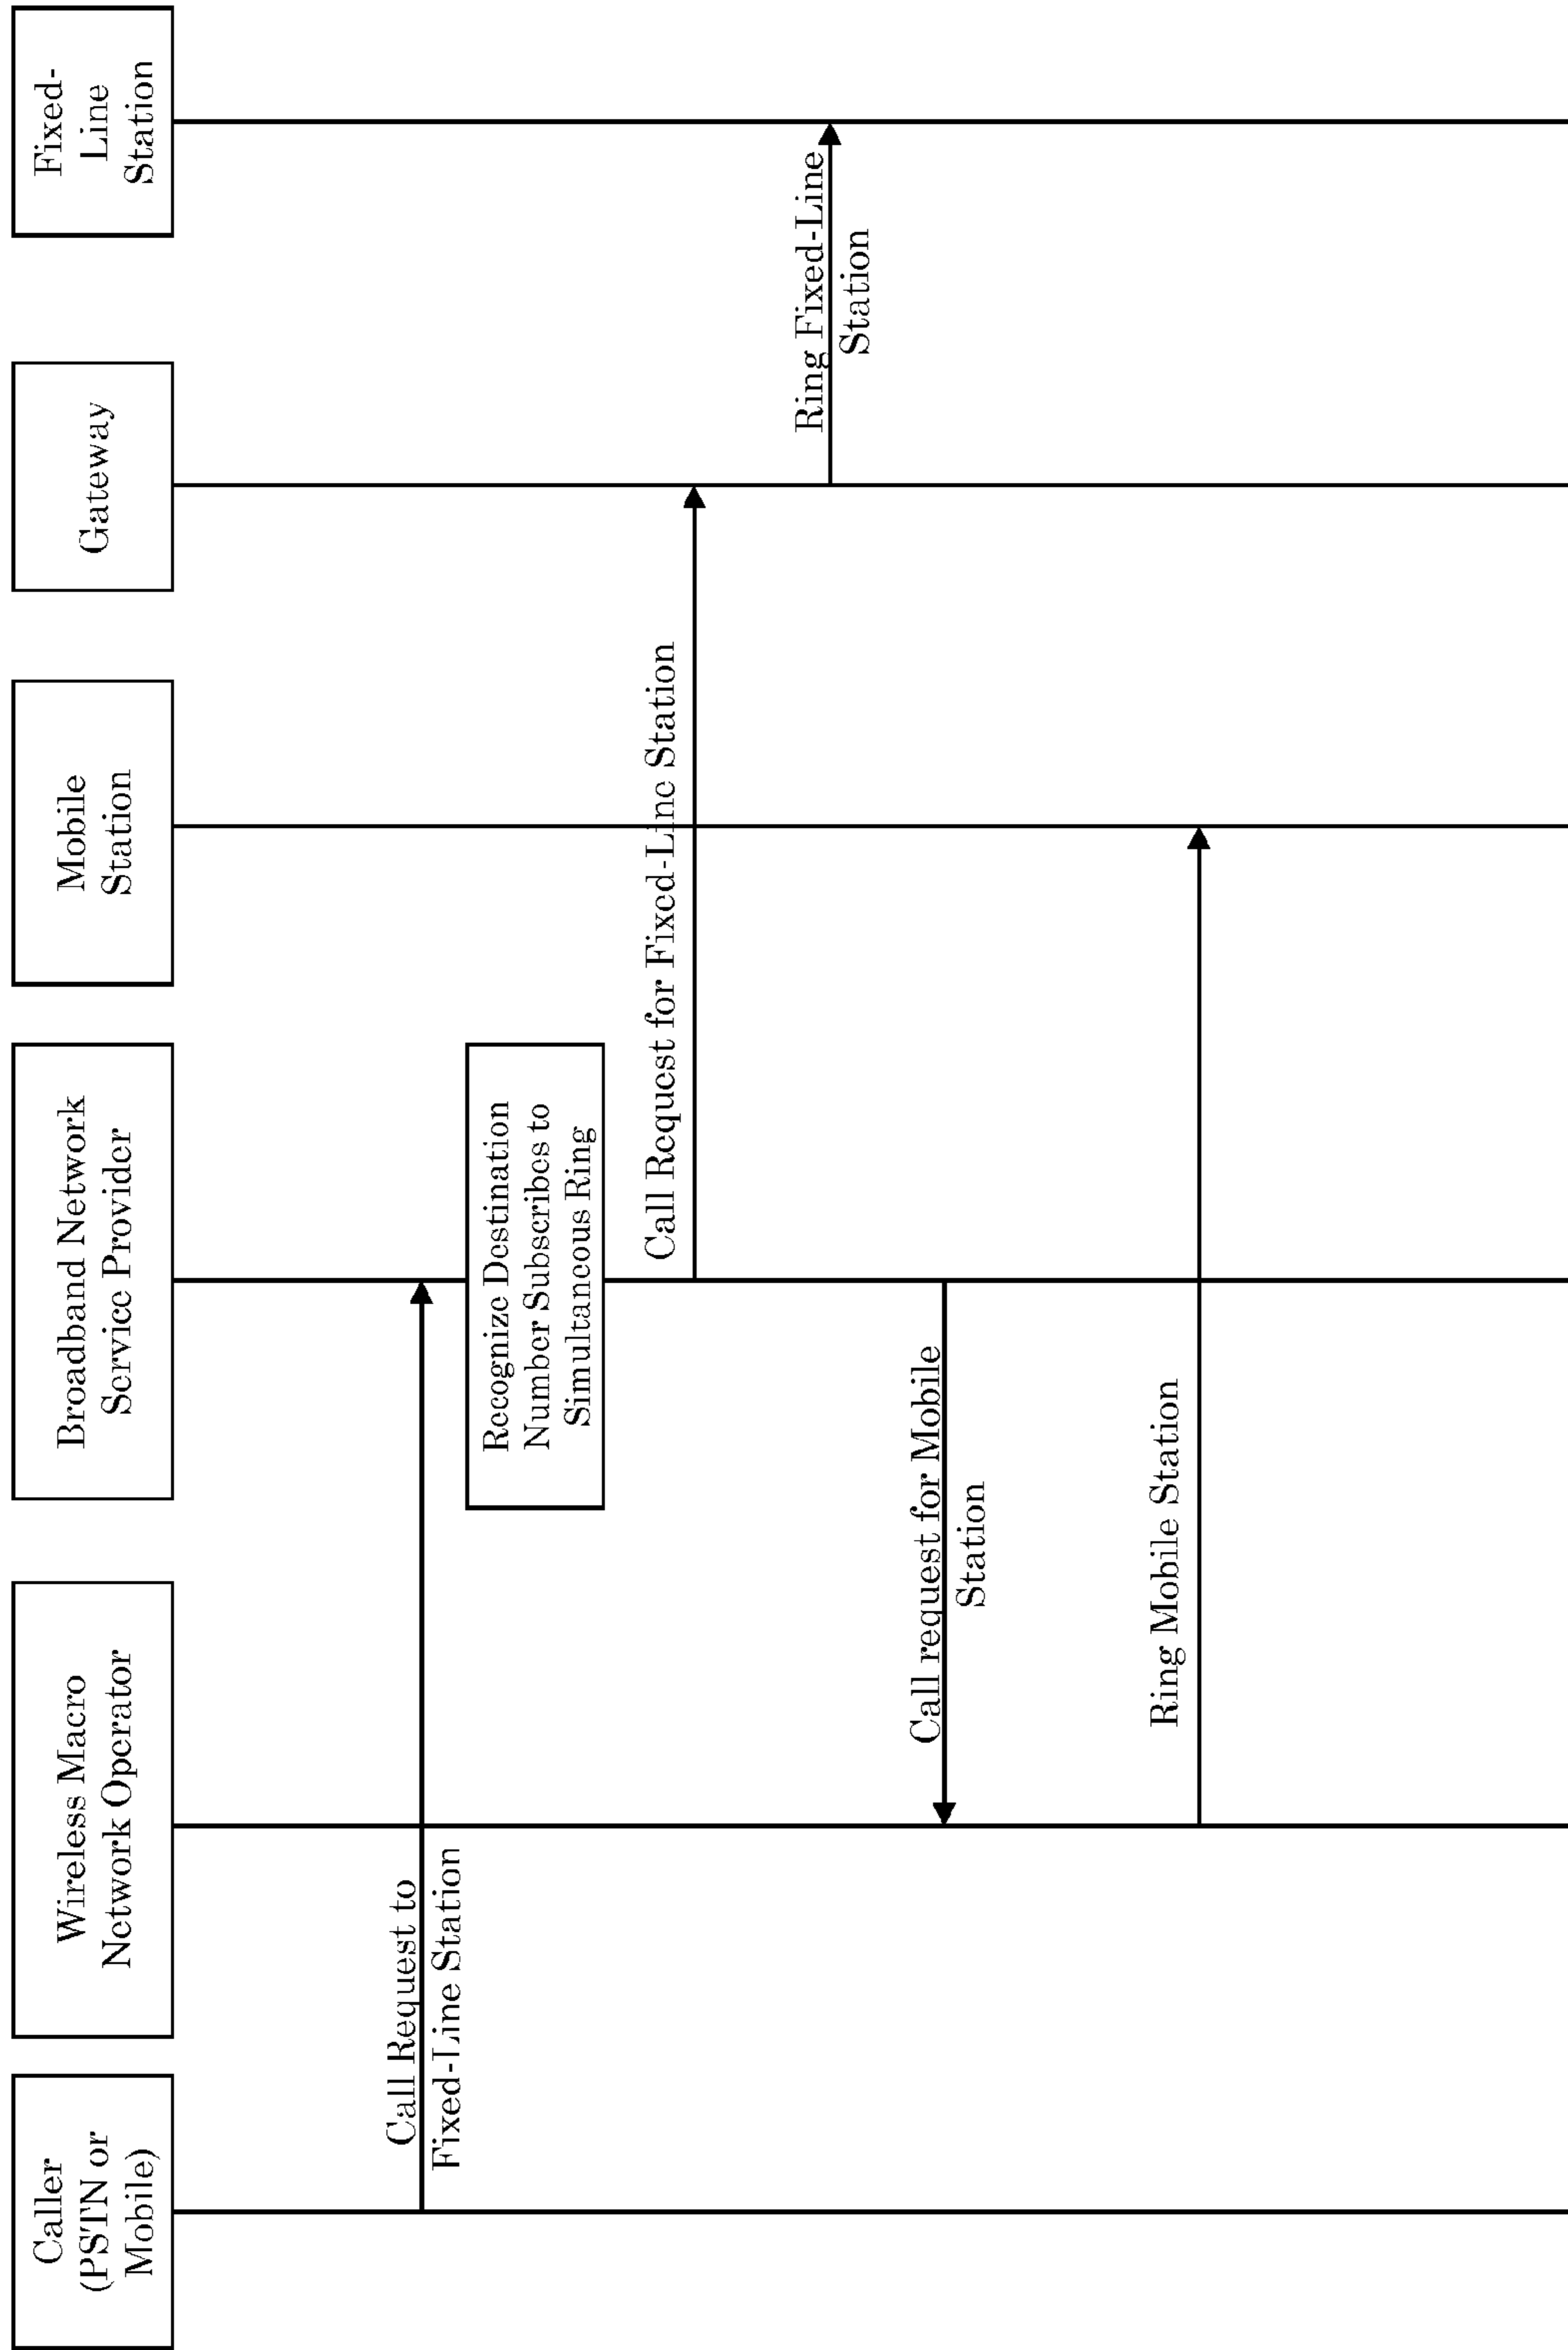 Caller
(PSTN or
Mobile)
Wireless Macro
Network Operator
Broadband Network
Service Provider
Mobile
Station
Gateway
Fixed-
Line
Station
Call Request to
Fixed-Line Station
Recognize Destination
Number Subscribes to
Simultaneous Ring
Call Request for Fixed-Line Station
Ring Fixed-Line
Station
Call request for Mobile
Station
Ring Mobile Station